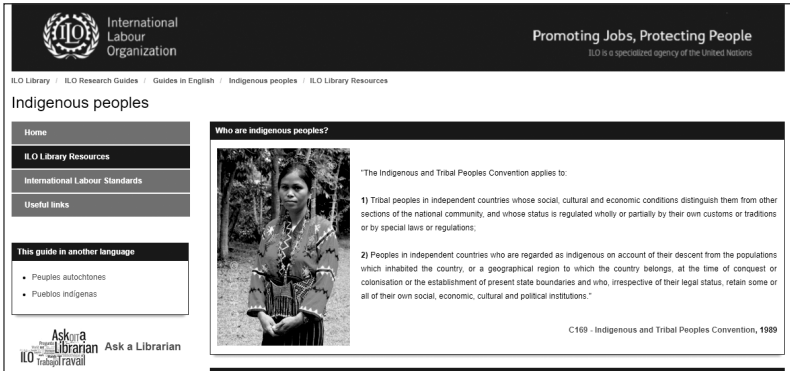 International
Labour
Organization
Promoting Jobs, Protecting People
ILO is a specialized agency of the United Nations
ILO Library / ILO Research Guides / Guides in English / Indigenous peoples / ILO Library Resources
Indigenous peoples
Home
ILO Library Resources
International Labour Standards
Useful links
This guide in another language
• Peuples autochtones
• Pueblos indígenas
Ask a
Librarian
ILO Trabajo Travail
Ask a Librarian
Who are indigenous peoples?
"The Indigenous and Tribal Peoples Convention applies to:
1) Tribal peoples in independent countries whose social, cultural and economic conditions distinguish them from other
sections of the national community, and whose status is regulated wholly or partially by their own customs or traditions
or by special laws or regulations;
2) Peoples in independent countries who are regarded as indigenous on account of their descent from the populations
which inhabited the country, or a geographical region to which the country belongs, at the time of conquest or
colonisation or the establishment of present state boundaries and who, irrespective of their legal status, retain some or
all of their own social, economic, cultural and political institutions."
C169 - Indigenous and Tribal Peoples Convention, 1989